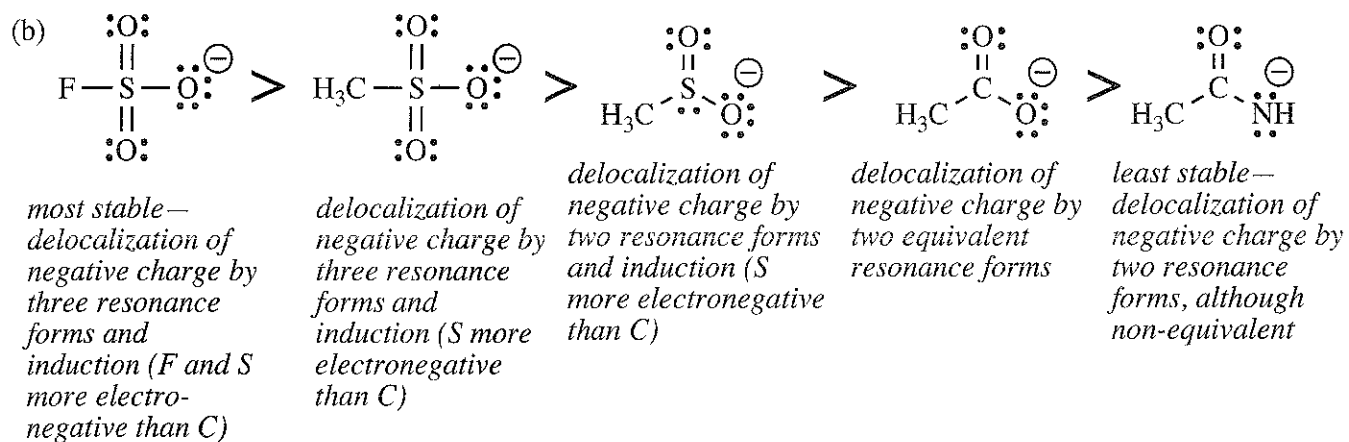 (b)
:O: :O: :O: :O: :O:
F—S—O:⊖ > H₃C—S—O:⊖ > H₃C S O:⊖ > H₃C C O:⊖ > H₃C C NH⊖
:O: :O:
most stable—
delocalization of
negative charge by
three resonance
forms and
induction (F and S
more electro-
negative than C)
delocalization of
negative charge by
three resonance
forms and
induction (S more
electronegative
than C)
delocalization of
negative charge by
two resonance forms
and induction (S
more electronegative
than C)
delocalization of
negative charge by
two equivalent
resonance forms
least stable—
delocalization of
negative charge by
two resonance
forms, although
non-equivalent